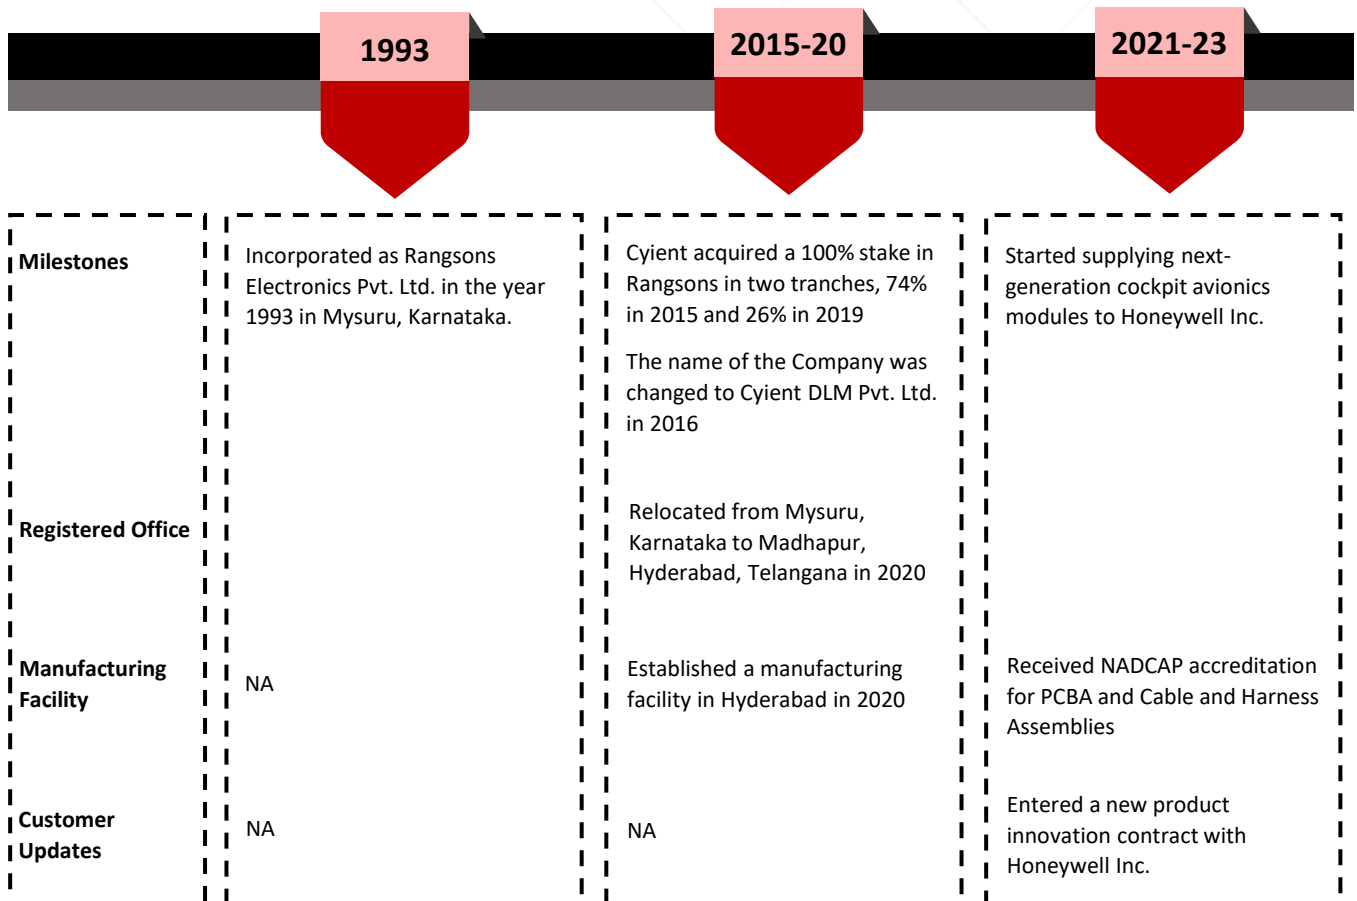 1993
2015-20
2021-23
Milestones
Incorporated as Rangsons
Electronics Pvt. Ltd. in the year
1993 in Mysuru, Karnataka.
Cyient acquired a 100% stake in
Rangsons in two tranches, 74%
in 2015 and 26% in 2019
The name of the Company was
changed to Cyient DLM Pvt. Ltd.
in 2016
Started supplying next-
generation cockpit avionics
modules to Honeywell Inc.
Registered Office
Relocated from Mysuru,
Karnataka to Madhapur,
Hyderabad, Telangana in 2020
Manufacturing
Facility
NA
Established a manufacturing
facility in Hyderabad in 2020
Received NADCAP accreditation
for PCBA and Cable and Harness
Assemblies
Customer
Updates
NA
NA
Entered a new product
innovation contract with
Honeywell Inc.